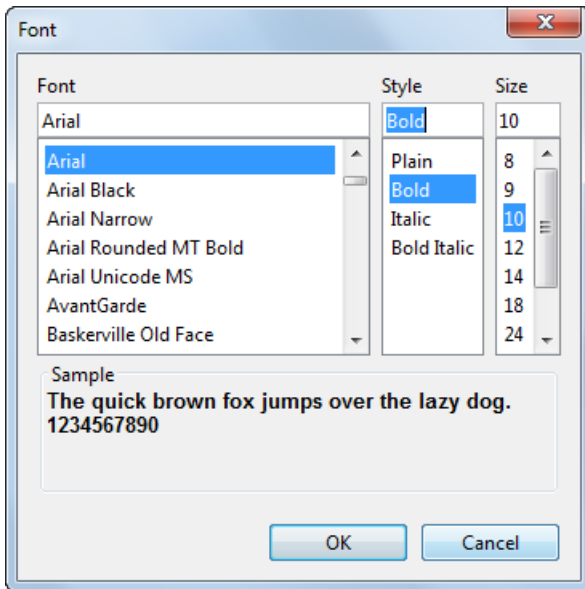 Font
Font
Style
Size
Arial
Bold
10
Arial
Arial Black
Arial Narrow
Arial Rounded MT Bold
Arial Unicode MS
AvantGarde
Baskerville Old Face
Plain
Bold
Italic
Bold Italic
8
9
10
12
14
18
24
Sample
The quick brown fox jumps over the lazy dog.
1234567890
OK
Cancel